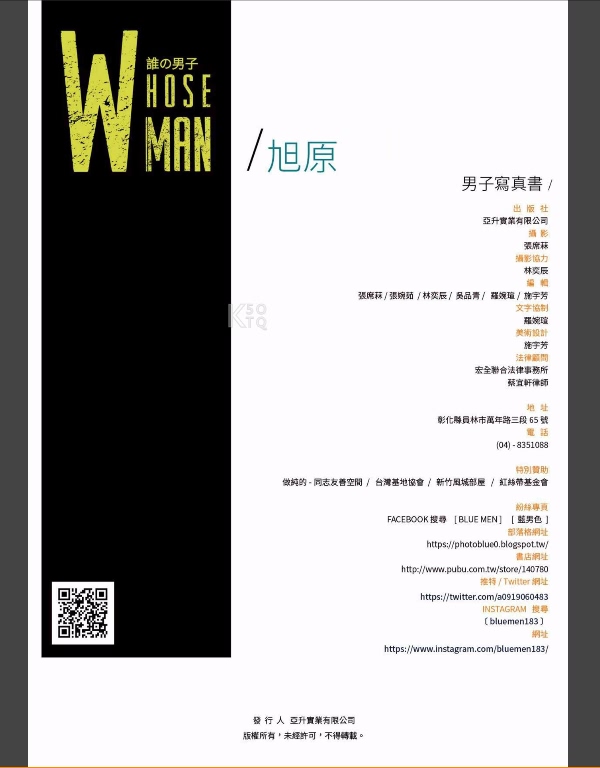 誰の男子
WHOSE
MAN
/旭原
男子寫真書 /
出 版 社
亞升實業有限公司
攝 影
張席菻
攝影協力
林奕辰
編 輯
張席菻 / 張婉茹 / 林奕辰 / 吳品青 / 羅婉瑄 / 施宇芳
文字協制
羅婉瑄
美術設計
施宇芳
法律顧問
宏全聯合法律事務所
蔡宜軒律師
地 址
彰化縣員林市萬年路三段 65 號
電 話
(04) - 8351088
特別贊助
做純的 - 同志友善空間 / 台灣基地協會 / 新竹風城部屋 / 紅絲帶基金會
粉絲專頁
FACEBOOK 搜尋 [ BLUE MEN ] [ 藍男色 ]
部落格網址
https://photoblue0.blogspot.tw/
書店網址
http://www.pubu.com.tw/store/140780
推特 / Twitter 網址
https://twitter.com/a0919060483
INSTAGRAM 搜尋
〔 bluemen183 〕
網址
https://www.instagram.com/bluemen183/
K50
TQ
發 行 人 亞升實業有限公司
版權所有，未經許可，不得轉載。